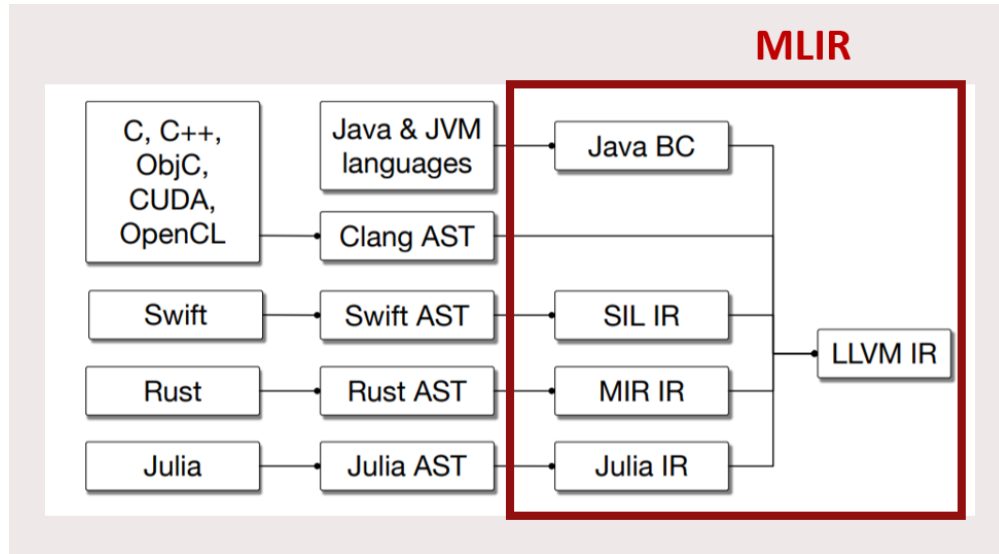 MLIR
C, C++,
ObjC,
CUDA,
OpenCL
Java & JVM
languages
Java BC
Clang AST
Swift
Swift AST
SIL IR
LLVM IR
Rust
Rust AST
MIR IR
Julia
Julia AST
Julia IR